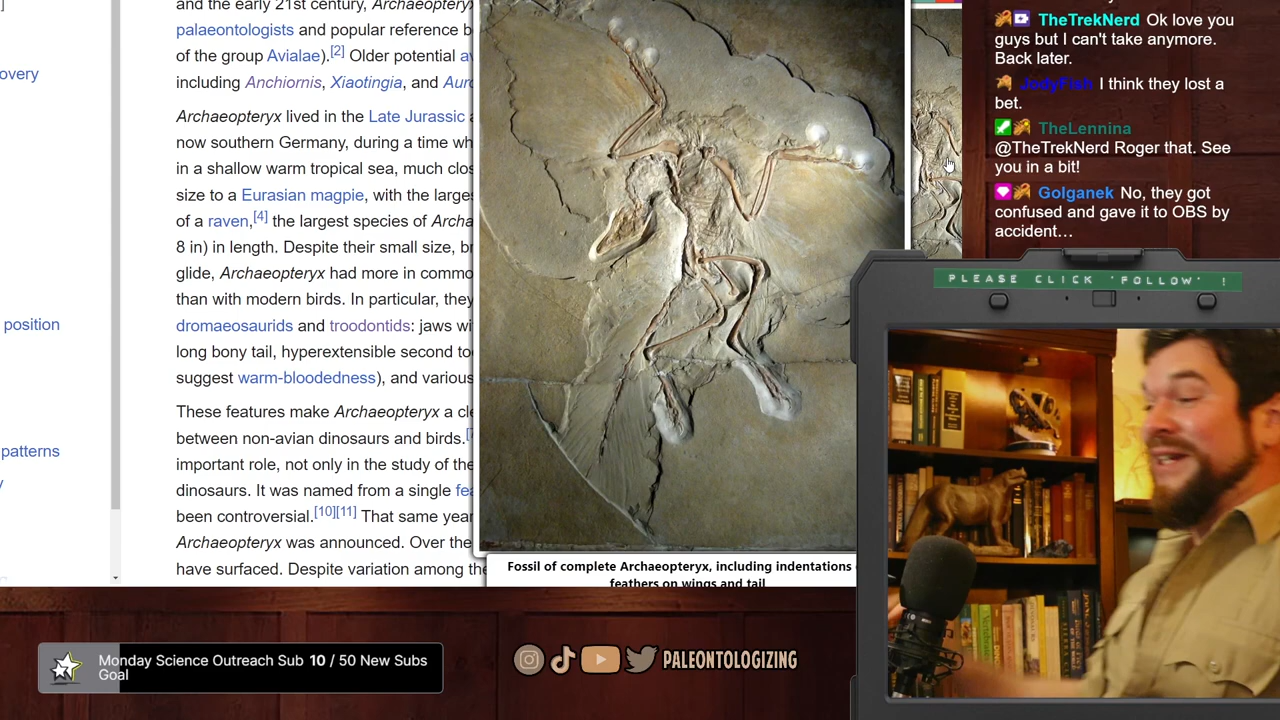 ]
overy
position
patterns
and the early 21st century, Archaeoptery
palaeontologists and popular reference b
of the group Avialae).[2] Older potential av
including Anchiornis, Xiaotingia, and Auro
Archaeopteryx lived in the Late Jurassic a
now southern Germany, during a time wh
in a shallow warm tropical sea, much clos
size to a Eurasian magpie, with the larges
of a raven,[4] the largest species of Archa
8 in) in length. Despite their small size, br
glide, Archaeopteryx had more in commo
than with modern birds. In particular, they
dromaeosaurids and troodontids: jaws wi
long bony tail, hyperextensible second to
suggest warm-bloodedness), and various
These features make Archaeopteryx a cle
between non-avian dinosaurs and birds.[
important role, not only in the study of the
dinosaurs. It was named from a single fea
been controversial.[10][11] That same year
Archaeopteryx was announced. Over the
have surfaced. Despite variation among the
Fossil of complete Archaeopteryx, including indentations
feathers on wings and tail
TheTrekNerd Ok love you
guys but I can't take anymore.
Back later.
JodyFish I think they lost a
bet.
TheLennina
@TheTrekNerd Roger that. See
you in a bit!
Golganek No, they got
confused and gave it to OBS by
accident…
PLEASE CLICK 'FOLLOW' !
Monday Science Outreach Sub 10 / 50 New Subs
Goal
PALEONTOLOGIZING